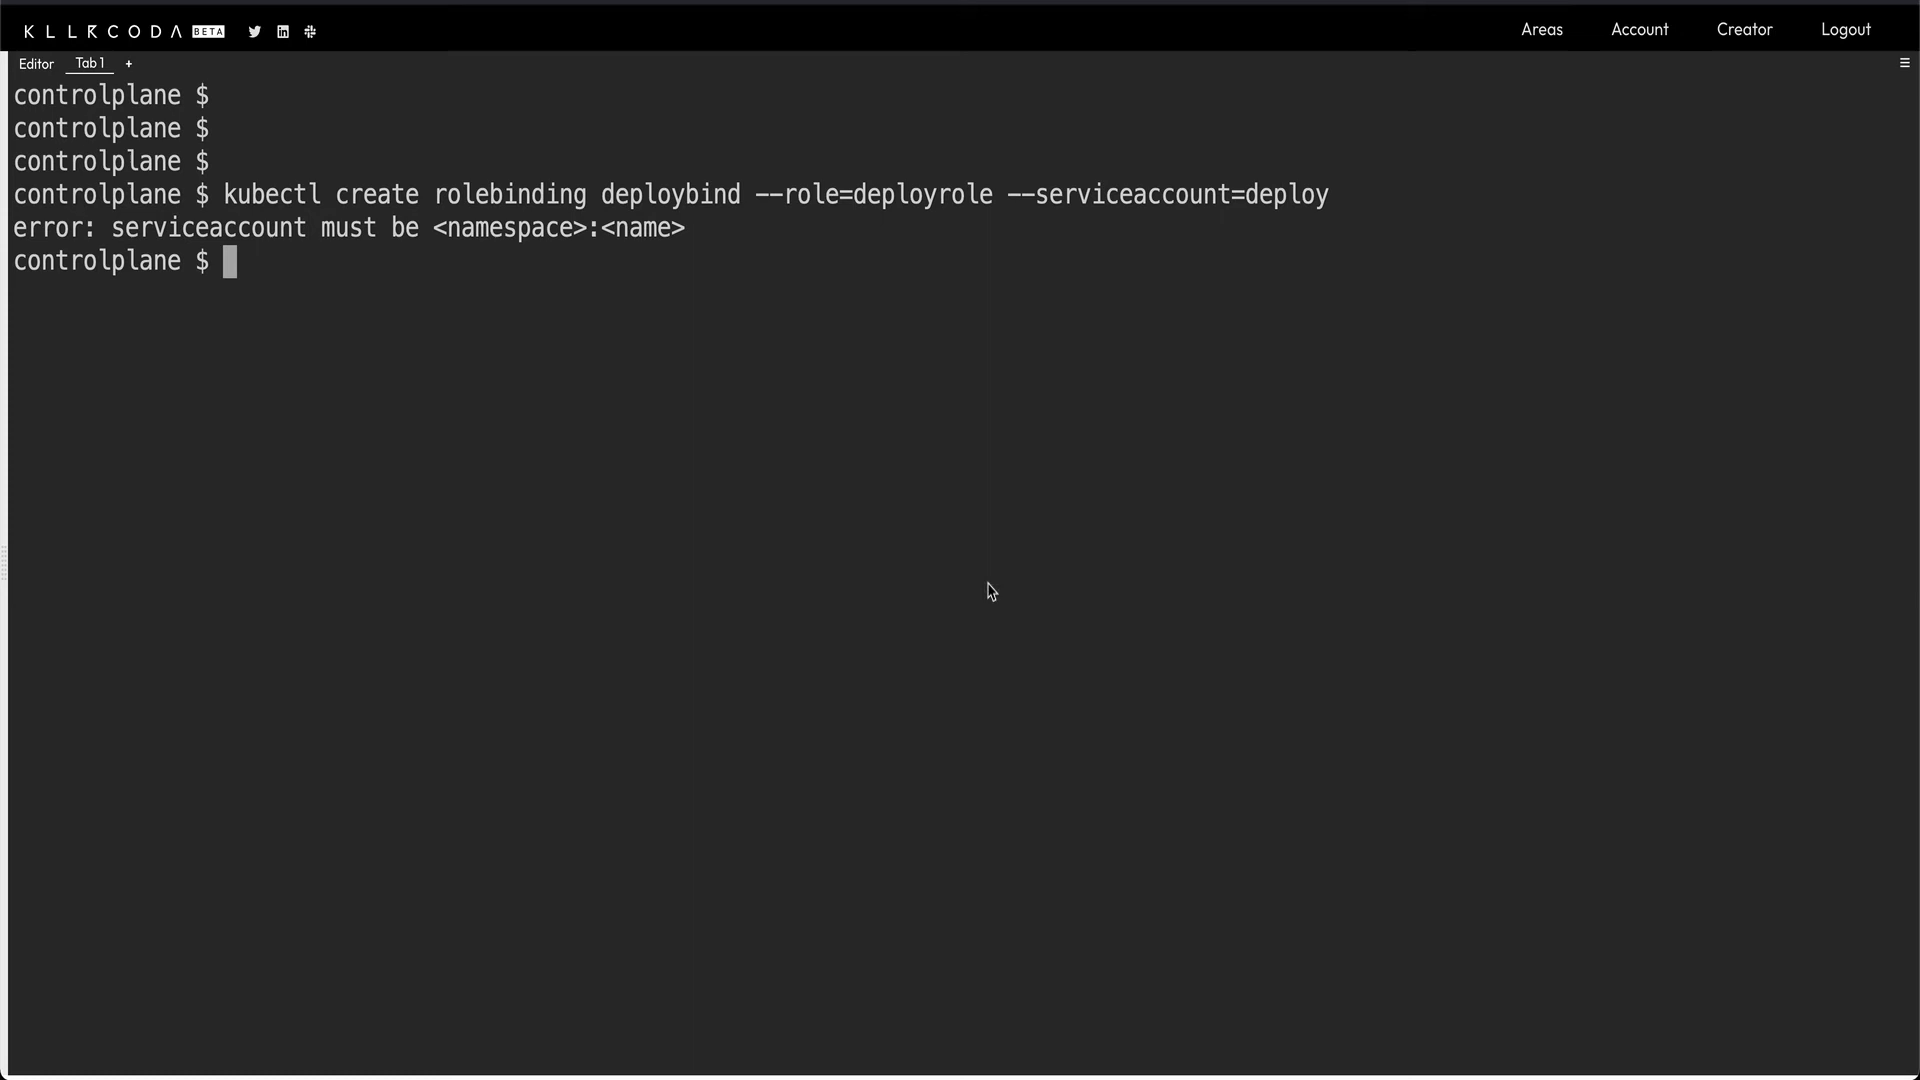 KILLERCODA BETA
Areas Account Creator Logout
Editor Tab 1 +
controlplane $
controlplane $
controlplane $
controlplane $ kubectl create rolebinding deploybind --role=deployrole --serviceaccount=deploy
error: serviceaccount must be <namespace>:<name>
controlplane $